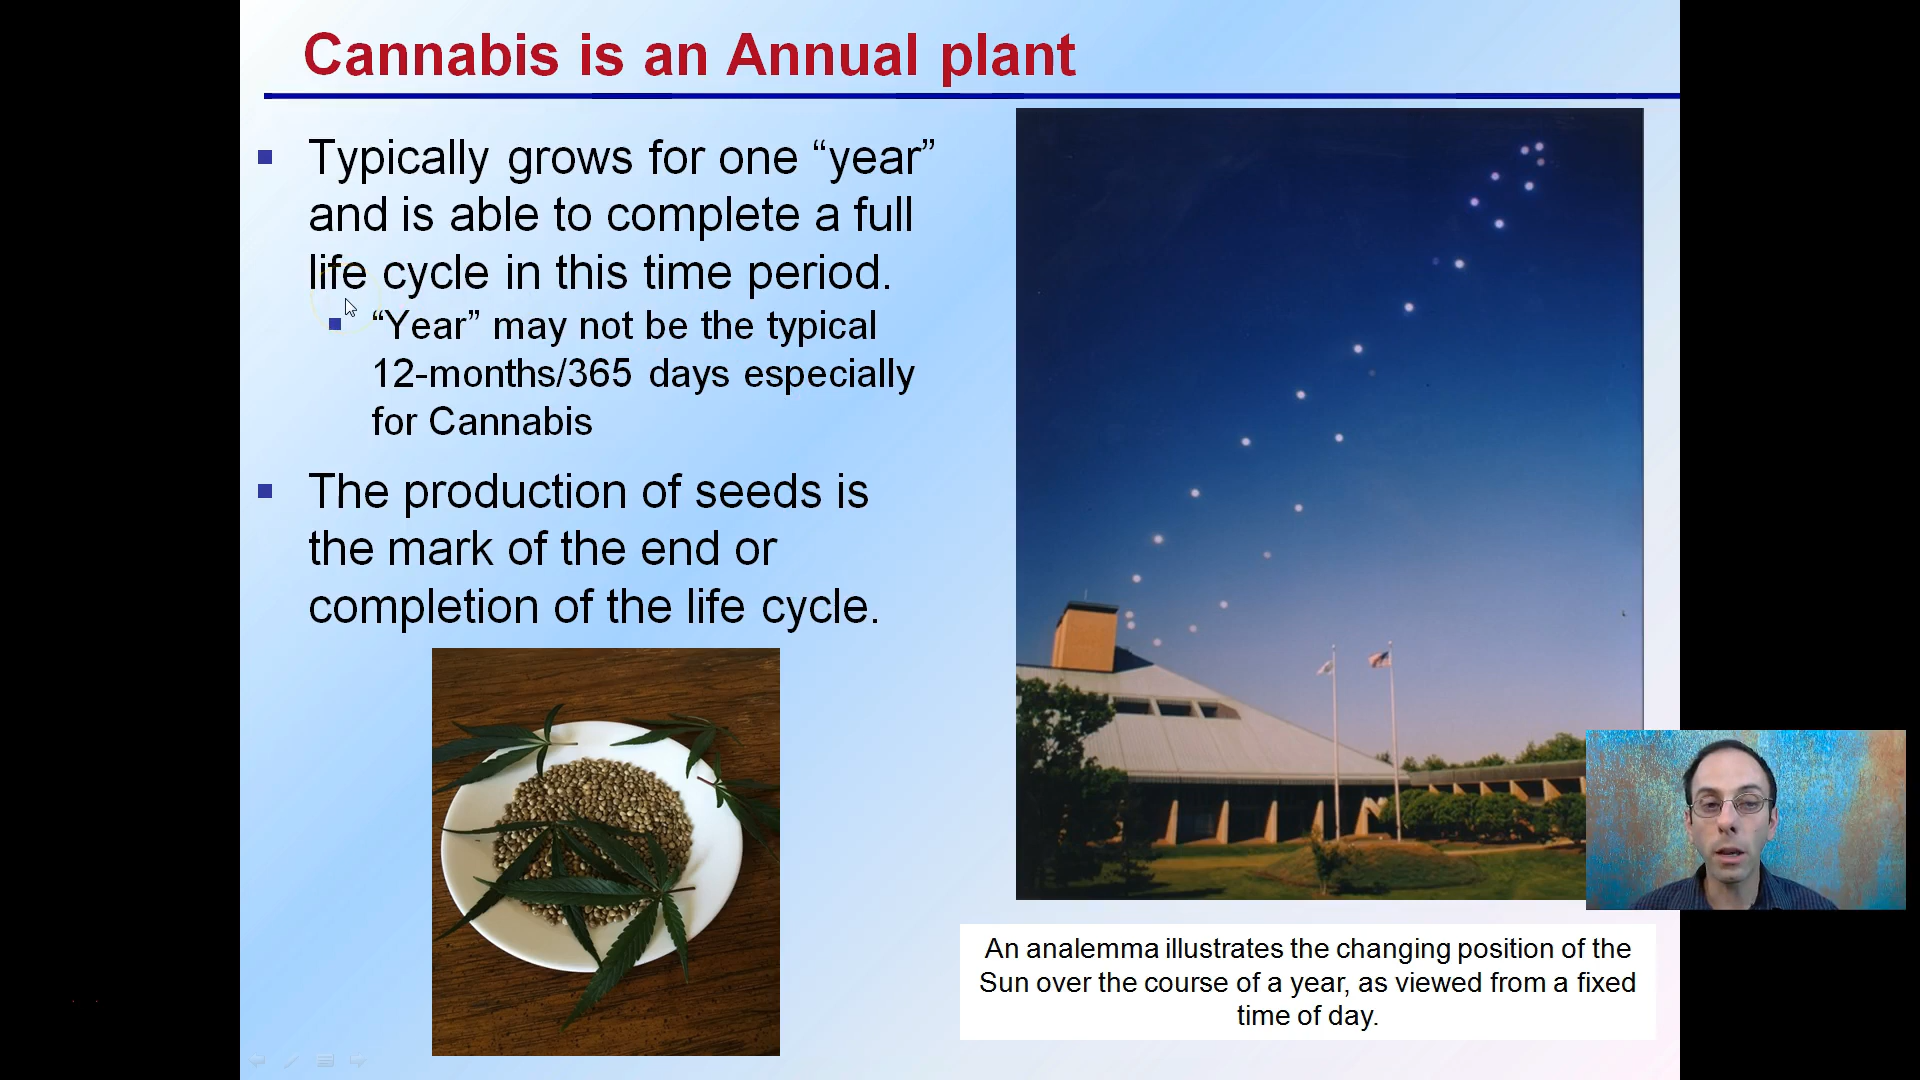 Cannabis is an Annual plant
Typically grows for one “year”
and is able to complete a full
life cycle in this time period.
“Year” may not be the typical
12-months/365 days especially
for Cannabis
The production of seeds is
the mark of the end or
completion of the life cycle.
An analemma illustrates the changing position of the
Sun over the course of a year, as viewed from a fixed
time of day.